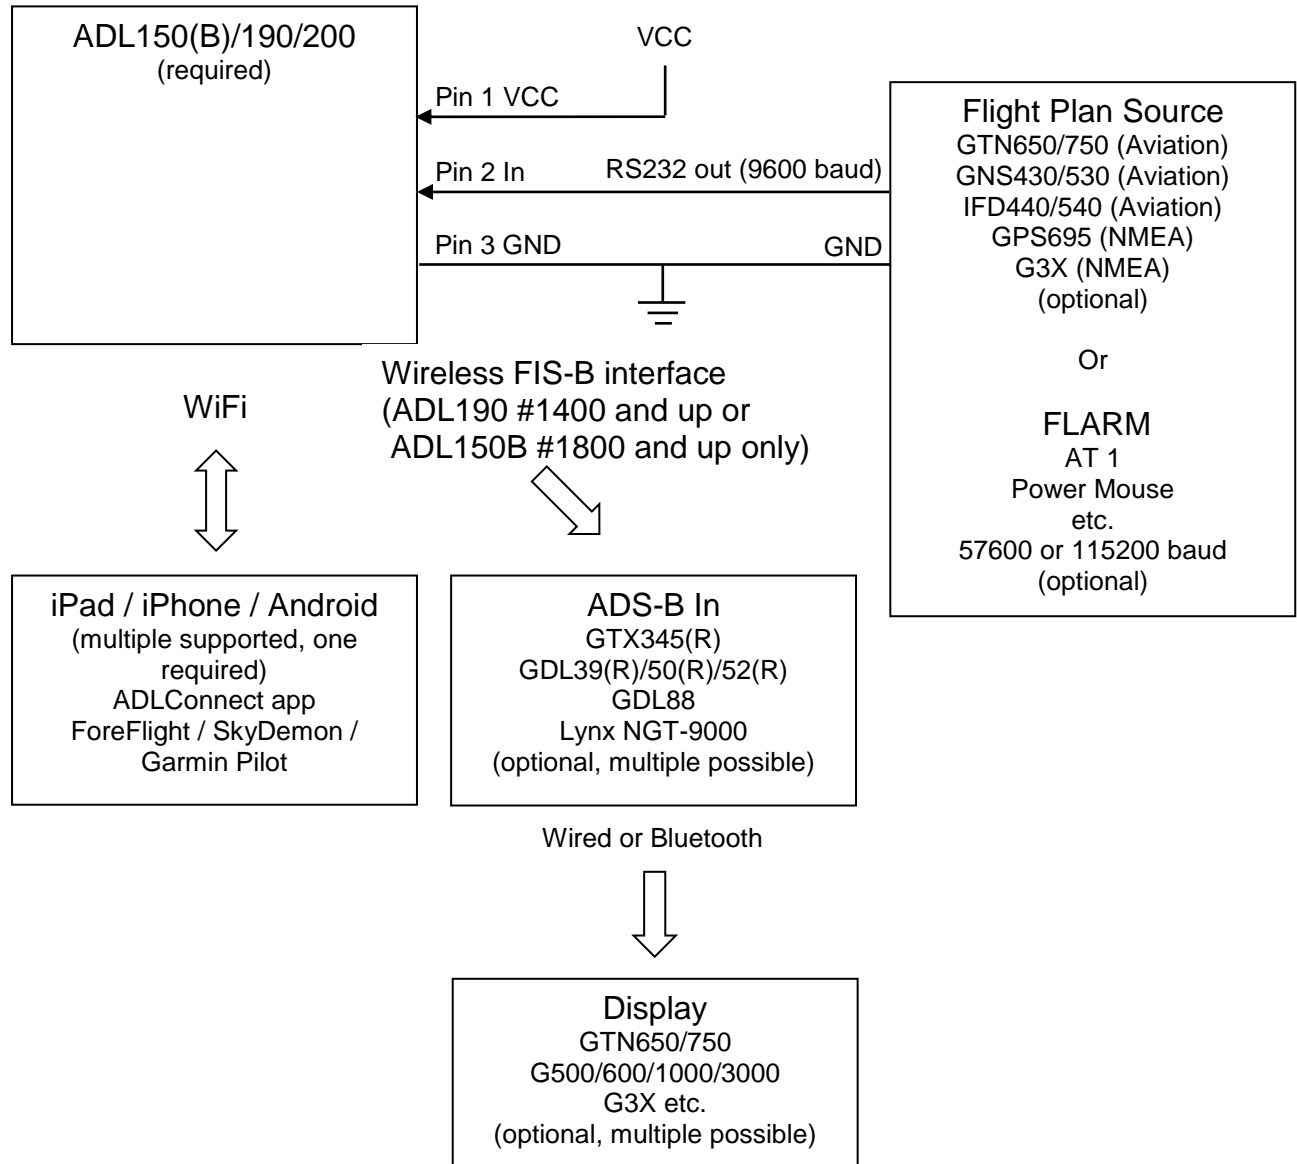 ADL150(B)/190/200
(required)
VCC
Pin 1 VCC
Pin 2 In
RS232 out (9600 baud)
Pin 3 GND
GND
Flight Plan Source
GTN650/750 (Aviation)
GNS430/530 (Aviation)
IFD440/540 (Aviation)
GPS695 (NMEA)
G3X (NMEA)
(optional)
Or
FLARM
AT 1
Power Mouse
etc.
57600 or 115200 baud
(optional)
WiFi
Wireless FIS-B interface
(ADL190 #1400 and up or
ADL150B #1800 and up only)
iPad / iPhone / Android
(multiple supported, one
required)
ADLConnect app
ForeFlight / SkyDemon /
Garmin Pilot
ADS-B In
GTX345(R)
GDL39(R)/50(R)/52(R)
GDL88
Lynx NGT-9000
(optional, multiple possible)
Wired or Bluetooth
Display
GTN650/750
G500/600/1000/3000
G3X etc.
(optional, multiple possible)